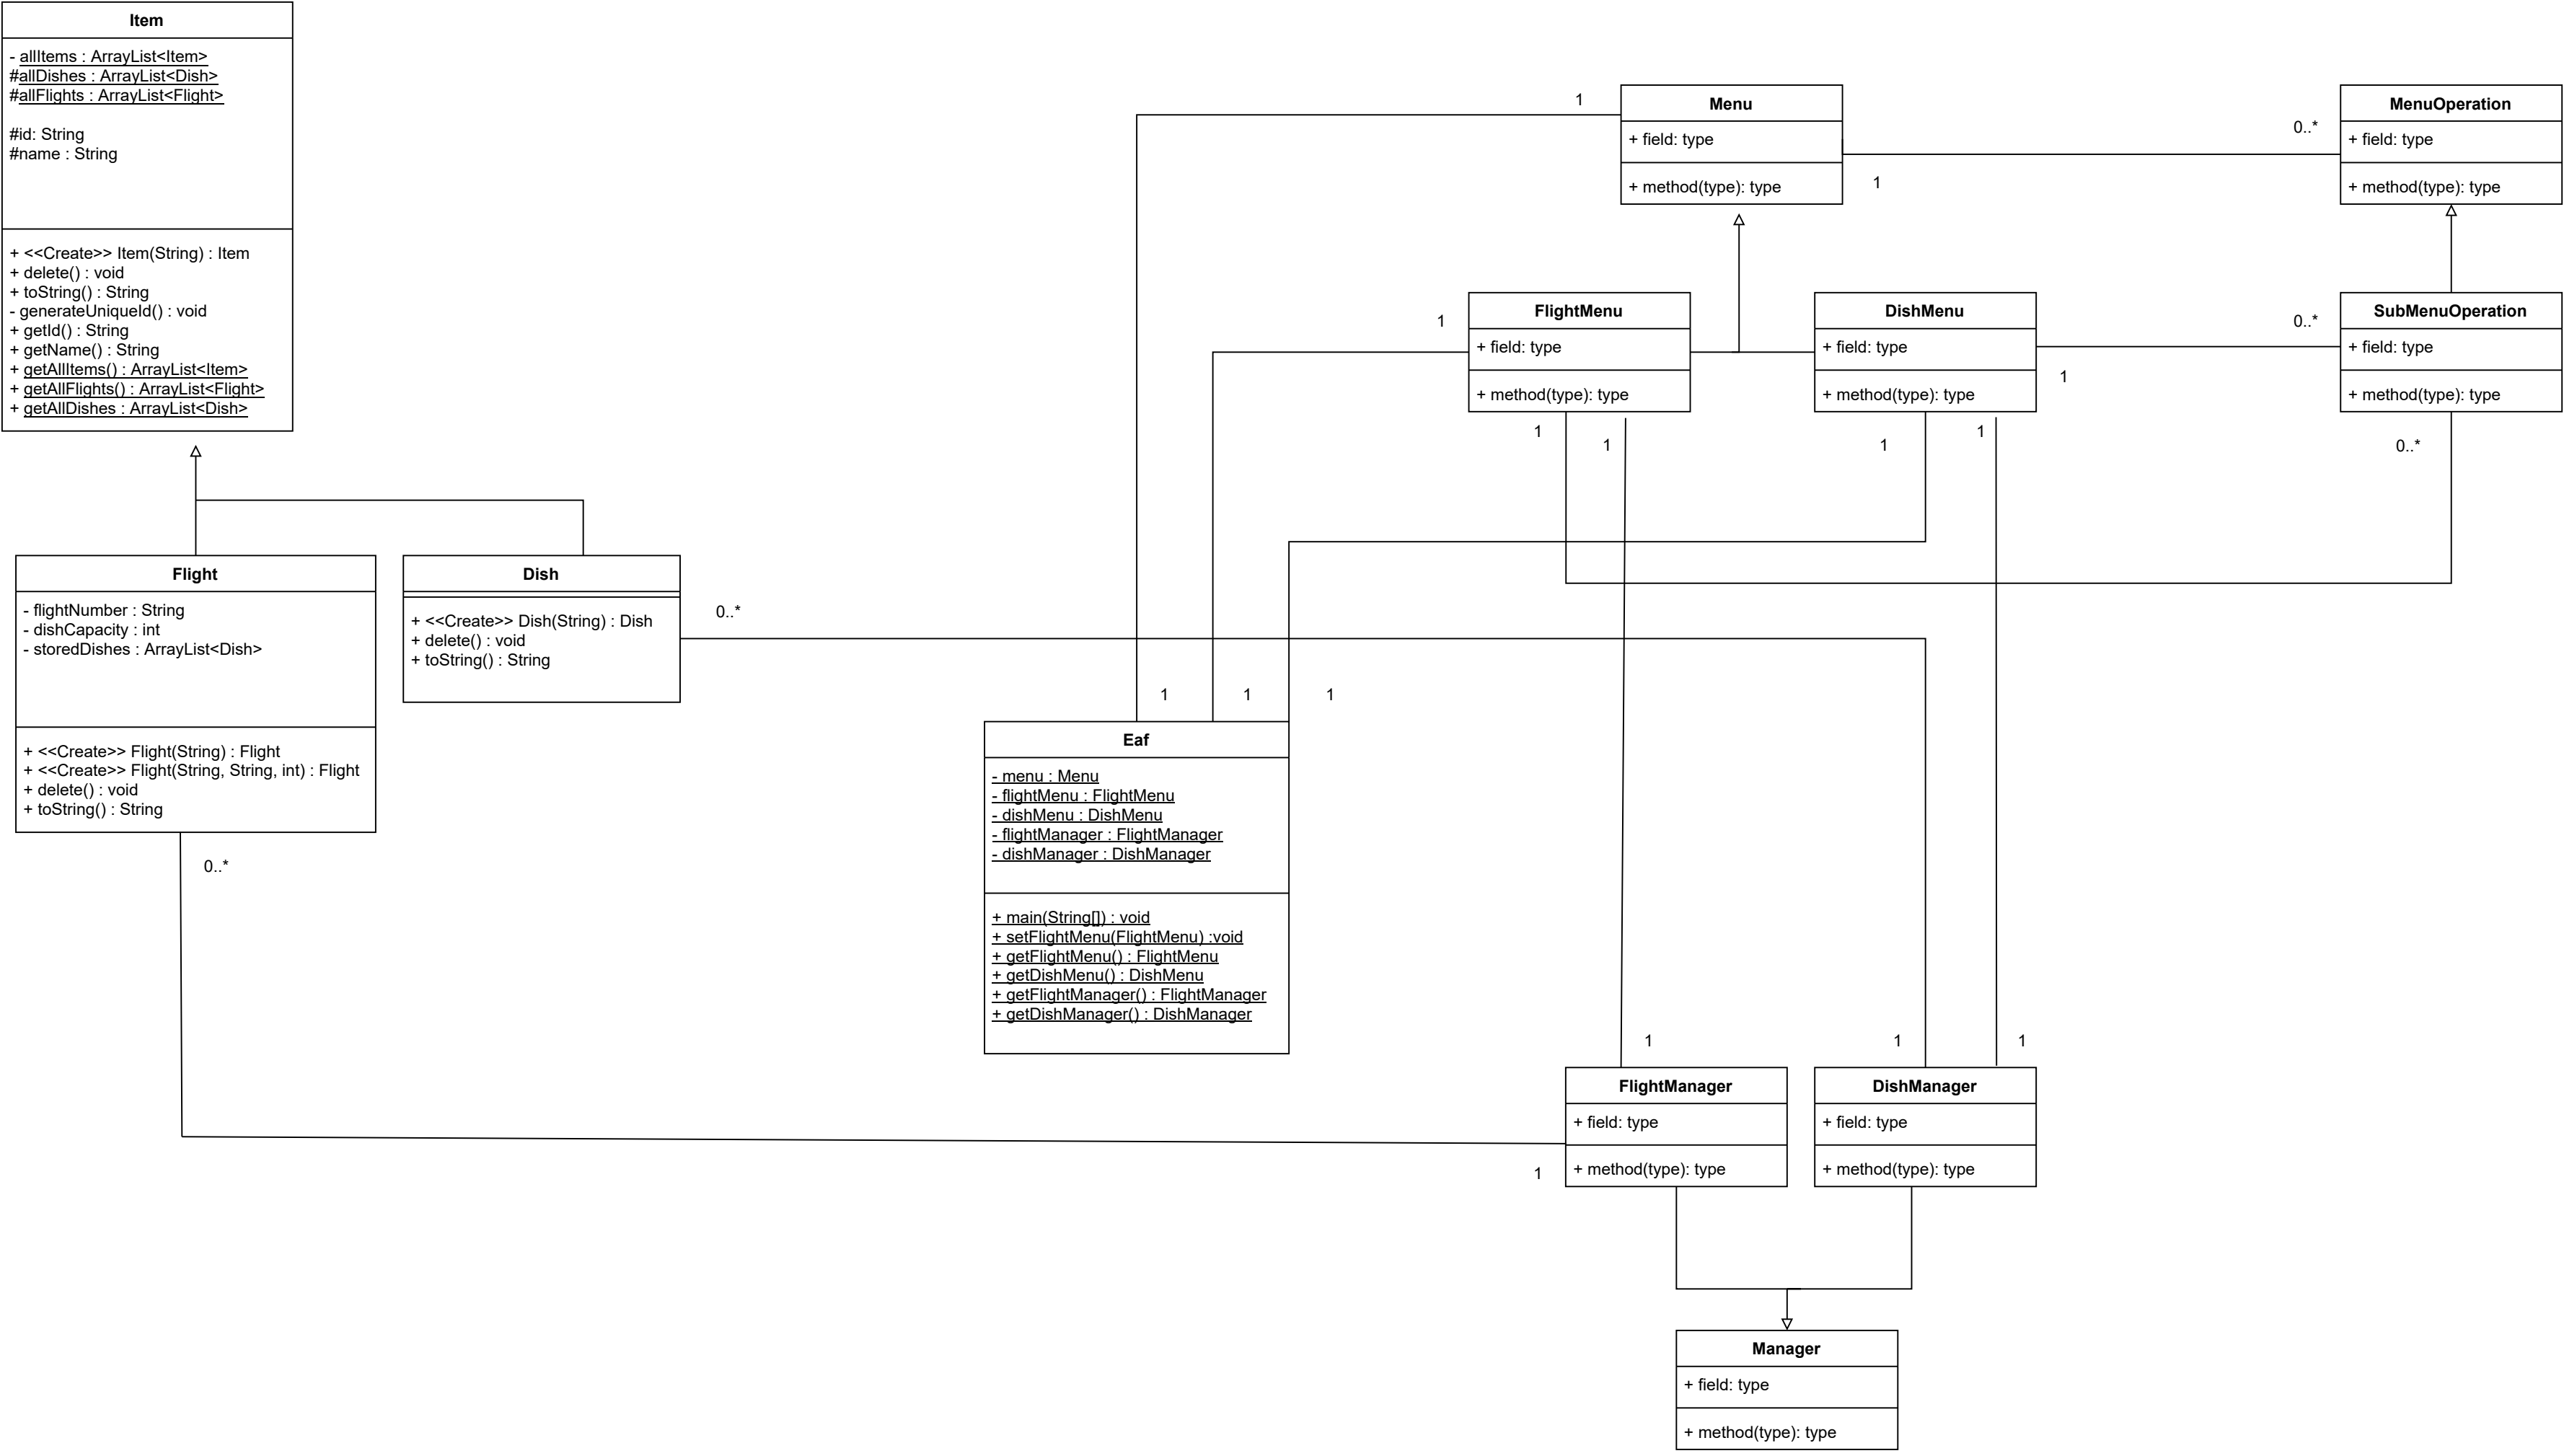 Item
- allItems : ArrayList<Item>
#allDishes : ArrayList<Dish>
#allFlights : ArrayList<Flight>
#id: String
#name : String
+ <<Create>> Item(String) : Item
+ delete() : void
+ toString() : String
- generateUniqueId() : void
+ getId() : String
+ getName() : String
+ getAllItems() : ArrayList<Item>
+ getAllFlights() : ArrayList<Flight>
+ getAllDishes : ArrayList<Dish>
1
Menu
+ field: type
+ method(type): type
1
0..*
MenuOperation
+ field: type
+ method(type): type
1
FlightMenu
+ field: type
+ method(type): type
DishMenu
+ field: type
+ method(type): type
1
0..*
SubMenuOperation
+ field: type
+ method(type): type
1
1
1
1
0..*
Flight
- flightNumber : String
- dishCapacity : int
- storedDishes : ArrayList<Dish>
+ <<Create>> Flight(String) : Flight
+ <<Create>> Flight(String, String, int) : Flight
+ delete() : void
+ toString() : String
0..*
Dish
+ <<Create>> Dish(String) : Dish
+ delete() : void
+ toString() : String
0..*
1
1
1
Eaf
- menu : Menu
- flightMenu : FlightMenu
- dishMenu : DishMenu
- flightManager : FlightManager
- dishManager : DishManager
+ main(String[]) : void
+ setFlightMenu(FlightMenu) :void
+ getFlightMenu() : FlightMenu
+ getDishMenu() : DishMenu
+ getFlightManager() : FlightManager
+ getDishManager() : DishManager
1
1
1
FlightManager
+ field: type
+ method(type): type
1
DishManager
+ field: type
+ method(type): type
Manager
+ field: type
+ method(type): type